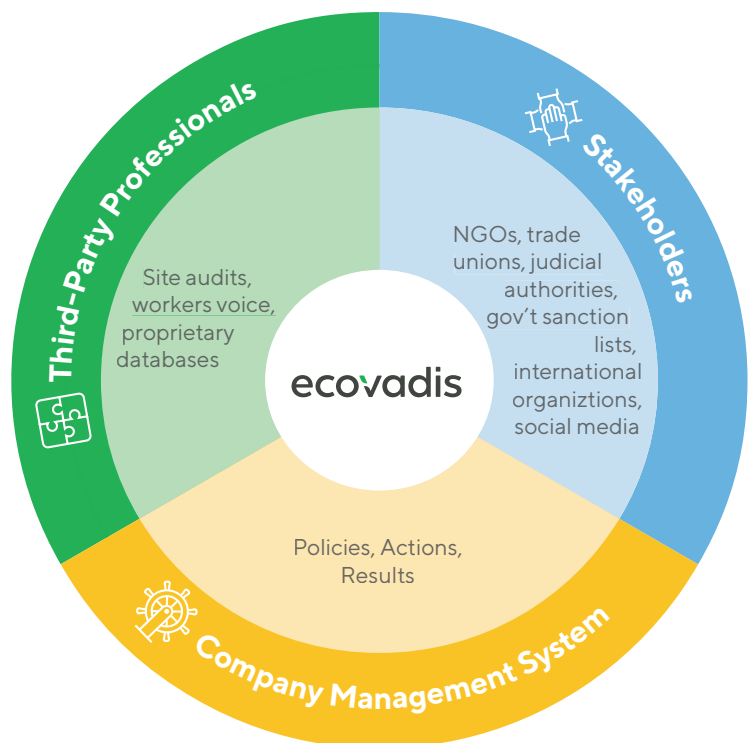 Third-Party Professionals
Site audits,
workers voice,
proprietary
databases
Stakeholders
NGOs, trade
unions, judicial
authorities,
gov’t sanction
lists,
international
organiztions,
social media
ecovadis
Policies, Actions,
Results
Company Management System